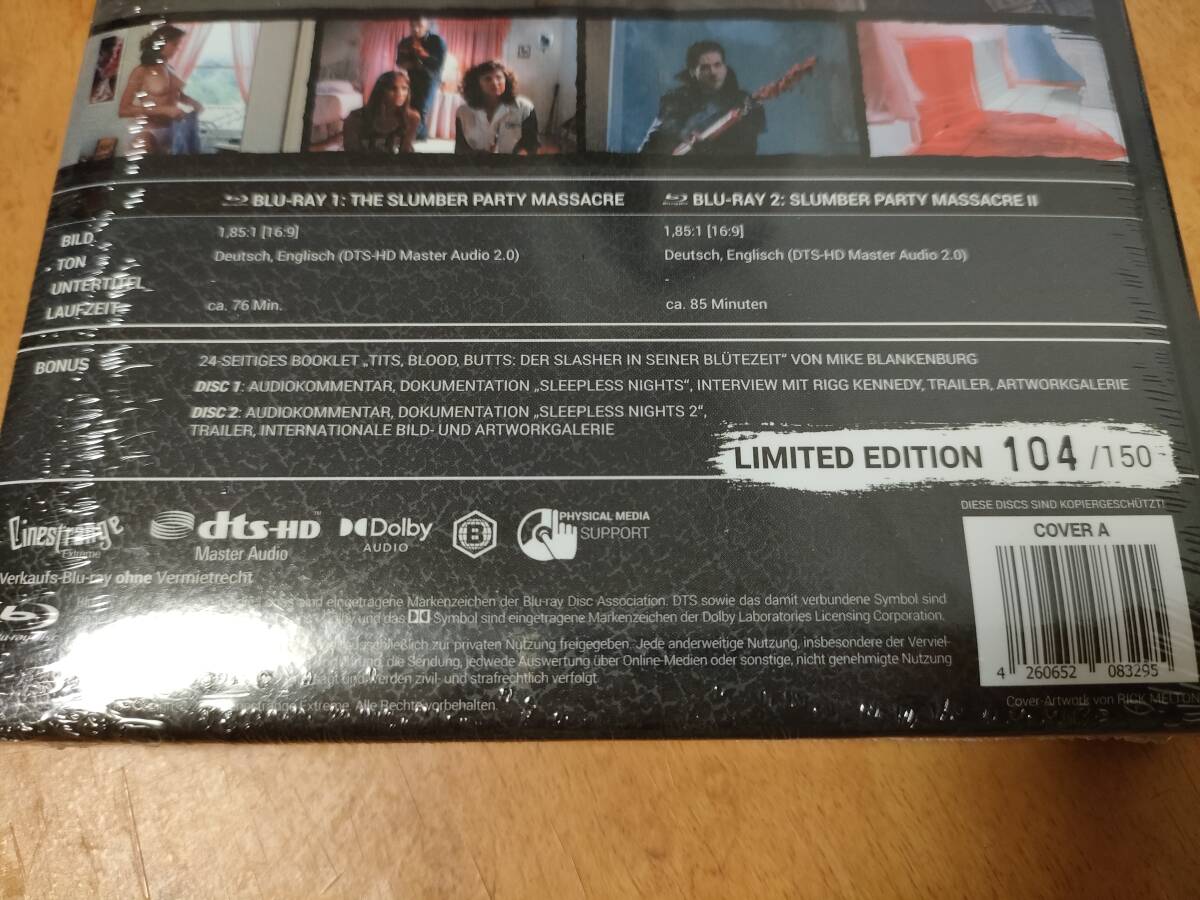 BLU-RAY 1: THE SLUMBER PARTY MASSACRE
BLU-RAY 2: SLUMBER PARTY MASSACRE II
BILD 1,85:1 [16:9] 1,85:1 [16:9]
TON Deutsch, Englisch (DTS-HD Master Audio 2.0) Deutsch, Englisch (DTS-HD Master Audio 2.0)
UNTERTITEL -
LAUFZEIT ca. 76 Min. ca. 85 Minuten
BONUS 24-SEITIGES BOOKLET „TITS, BLOOD, BUTTS: DER SLASHER IN SEINER BLÜTEZEIT“ VON MIKE BLANKENBURG
DISC 1: AUDIOKOMMENTAR, DOKUMENTATION „SLEEPLESS NIGHTS“, INTERVIEW MIT RIGG KENNEDY, TRAILER, ARTWORKGALERIE
DISC 2: AUDIOKOMMENTAR, DOKUMENTATION „SLEEPLESS NIGHTS 2“,
TRAILER, INTERNATIONALE BILD- UND ARTWORKGALERIE
LIMITED EDITION 104 /150
DIESE DISCS SIND KOPIERGESCHÜTZT!
COVER A
Cinestrange
Extreme
dts-HD
Master Audio
Dolby
AUDIO
B
PHYSICAL MEDIA
SUPPORT
Verkaufs-Blu-ray ohne Vermietrecht
Blu-ray Disc
sind eingetragene Markenzeichen der Blu-ray Disc Association. DTS sowie das damit verbundene Symbol sind
und das Symbol sind eingetragene Markenzeichen der Dolby Laboratories Licensing Corporation.
zur privaten Nutzung freigegeben. Jede anderweitige Nutzung, insbesondere der Verviel-
die Sendung, jedwede Auswertung über Online-Medien oder sonstige, nicht genehmigte Nutzung
werden zivil- und strafrechtlich verfolgt
Extreme. Alle Rechte vorbehalten.
4 260652 083295
Cover-Artwork von RICK MELTON